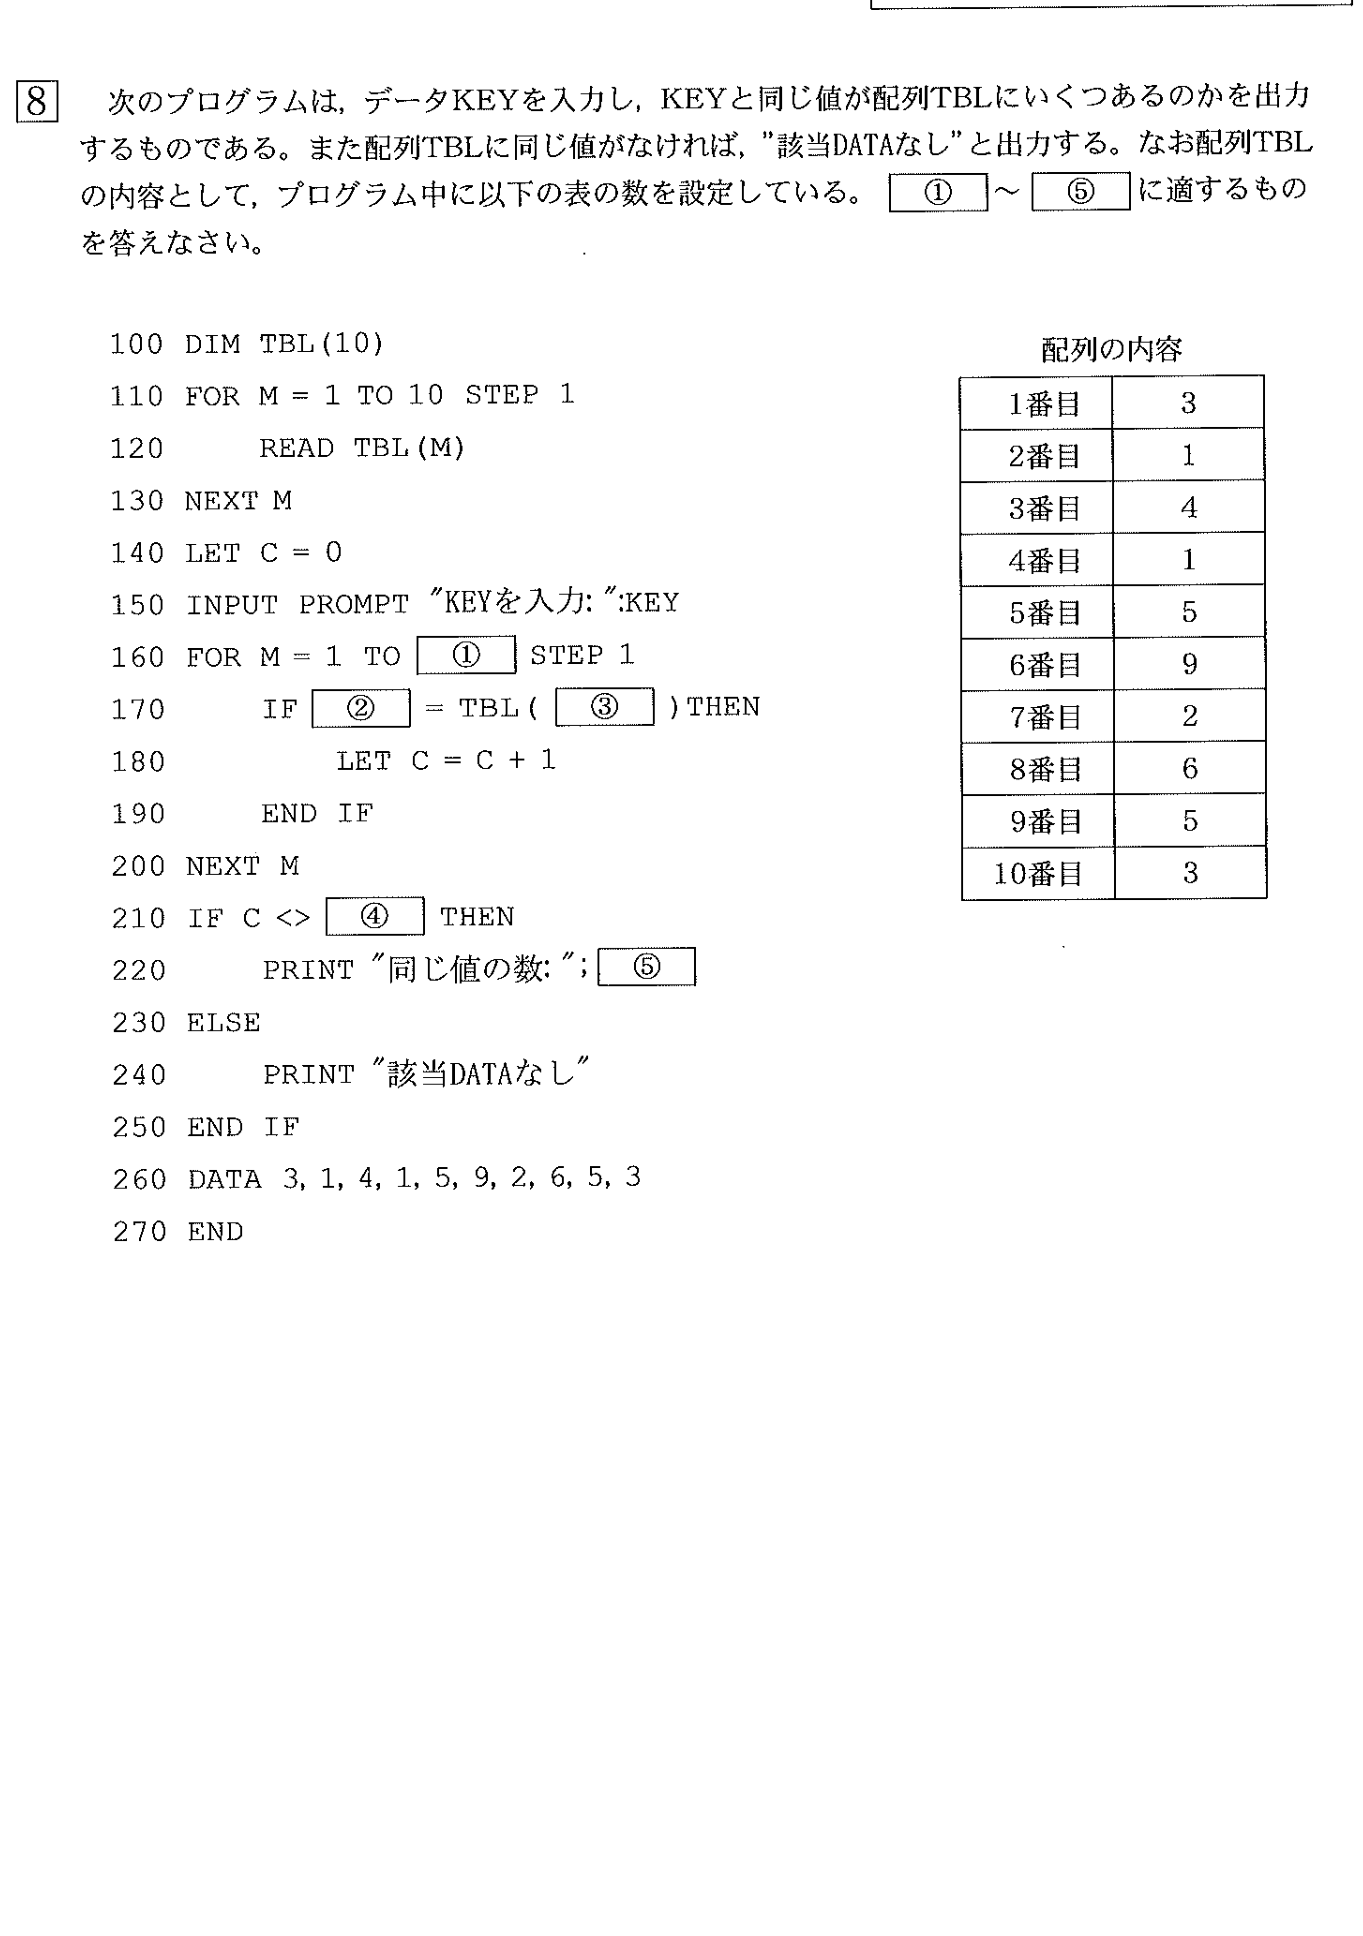 8 次のプログラムは，データKEYを入力し，KEYと同じ値が配列TBLにいくつあるのかを出力
するものである。また配列TBLに同じ値がなければ，”該当DATAなし”と出力する。なお配列TBL
の内容として，プログラム中に以下の表の数を設定している。 ① ～ ⑤ に適するもの
を答えなさい。
100 DIM TBL(10)
110 FOR M = 1 TO 10 STEP 1
120 READ TBL(M)
130 NEXT M
140 LET C = 0
150 INPUT PROMPT ″KEYを入力: ″:KEY
160 FOR M = 1 TO ① STEP 1
170 IF ② = TBL( ③ )THEN
180 LET C = C + 1
190 END IF
200 NEXT M
210 IF C <> ④ THEN
220 PRINT ″同じ値の数: ″; ⑤
230 ELSE
240 PRINT ″該当DATAなし″
250 END IF
260 DATA 3, 1, 4, 1, 5, 9, 2, 6, 5, 3
270 END
配列の内容
1番目 3
2番目 1
3番目 4
4番目 1
5番目 5
6番目 9
7番目 2
8番目 6
9番目 5
10番目 3